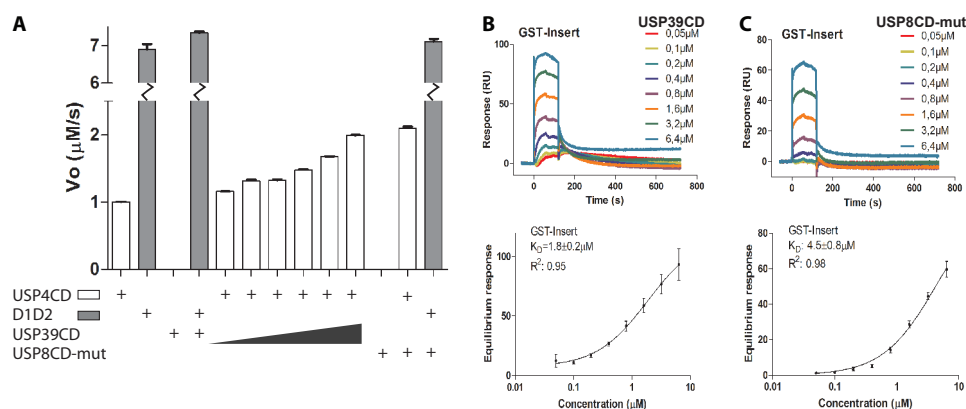 A
Vo (µM/s)
7
6
2
1
0
USP4CD + + + + + + + +
D1D2 + + +
USP39CD + +
USP8CD-mut + + +
B
USP39CD
GST-Insert
Response (RU)
100
50
0
0 200 400 600 800
Time (s)
0,05µM
0,1µM
0,2µM
0,4µM
0,8µM
1,6µM
3,2µM
6,4µM
GST-Insert
KD=1.8±0.2µM
R²: 0.95
Equilibrium response
150
100
50
0
0.01 0.1 1 10
Concentration (µM)
C
USP8CD-mut
GST-Insert
Response (RU)
80
60
40
20
0
0 200 400 600 800
Time (s)
0,05µM
0,1µM
0,2µM
0,4µM
0,8µM
1,6µM
3,2µM
6,4µM
GST-Insert
KD: 4.5±0.8µM
R²: 0.98
Equilibrium response
80
60
40
20
0
0.01 0.1 1 10
Concentration (µM)